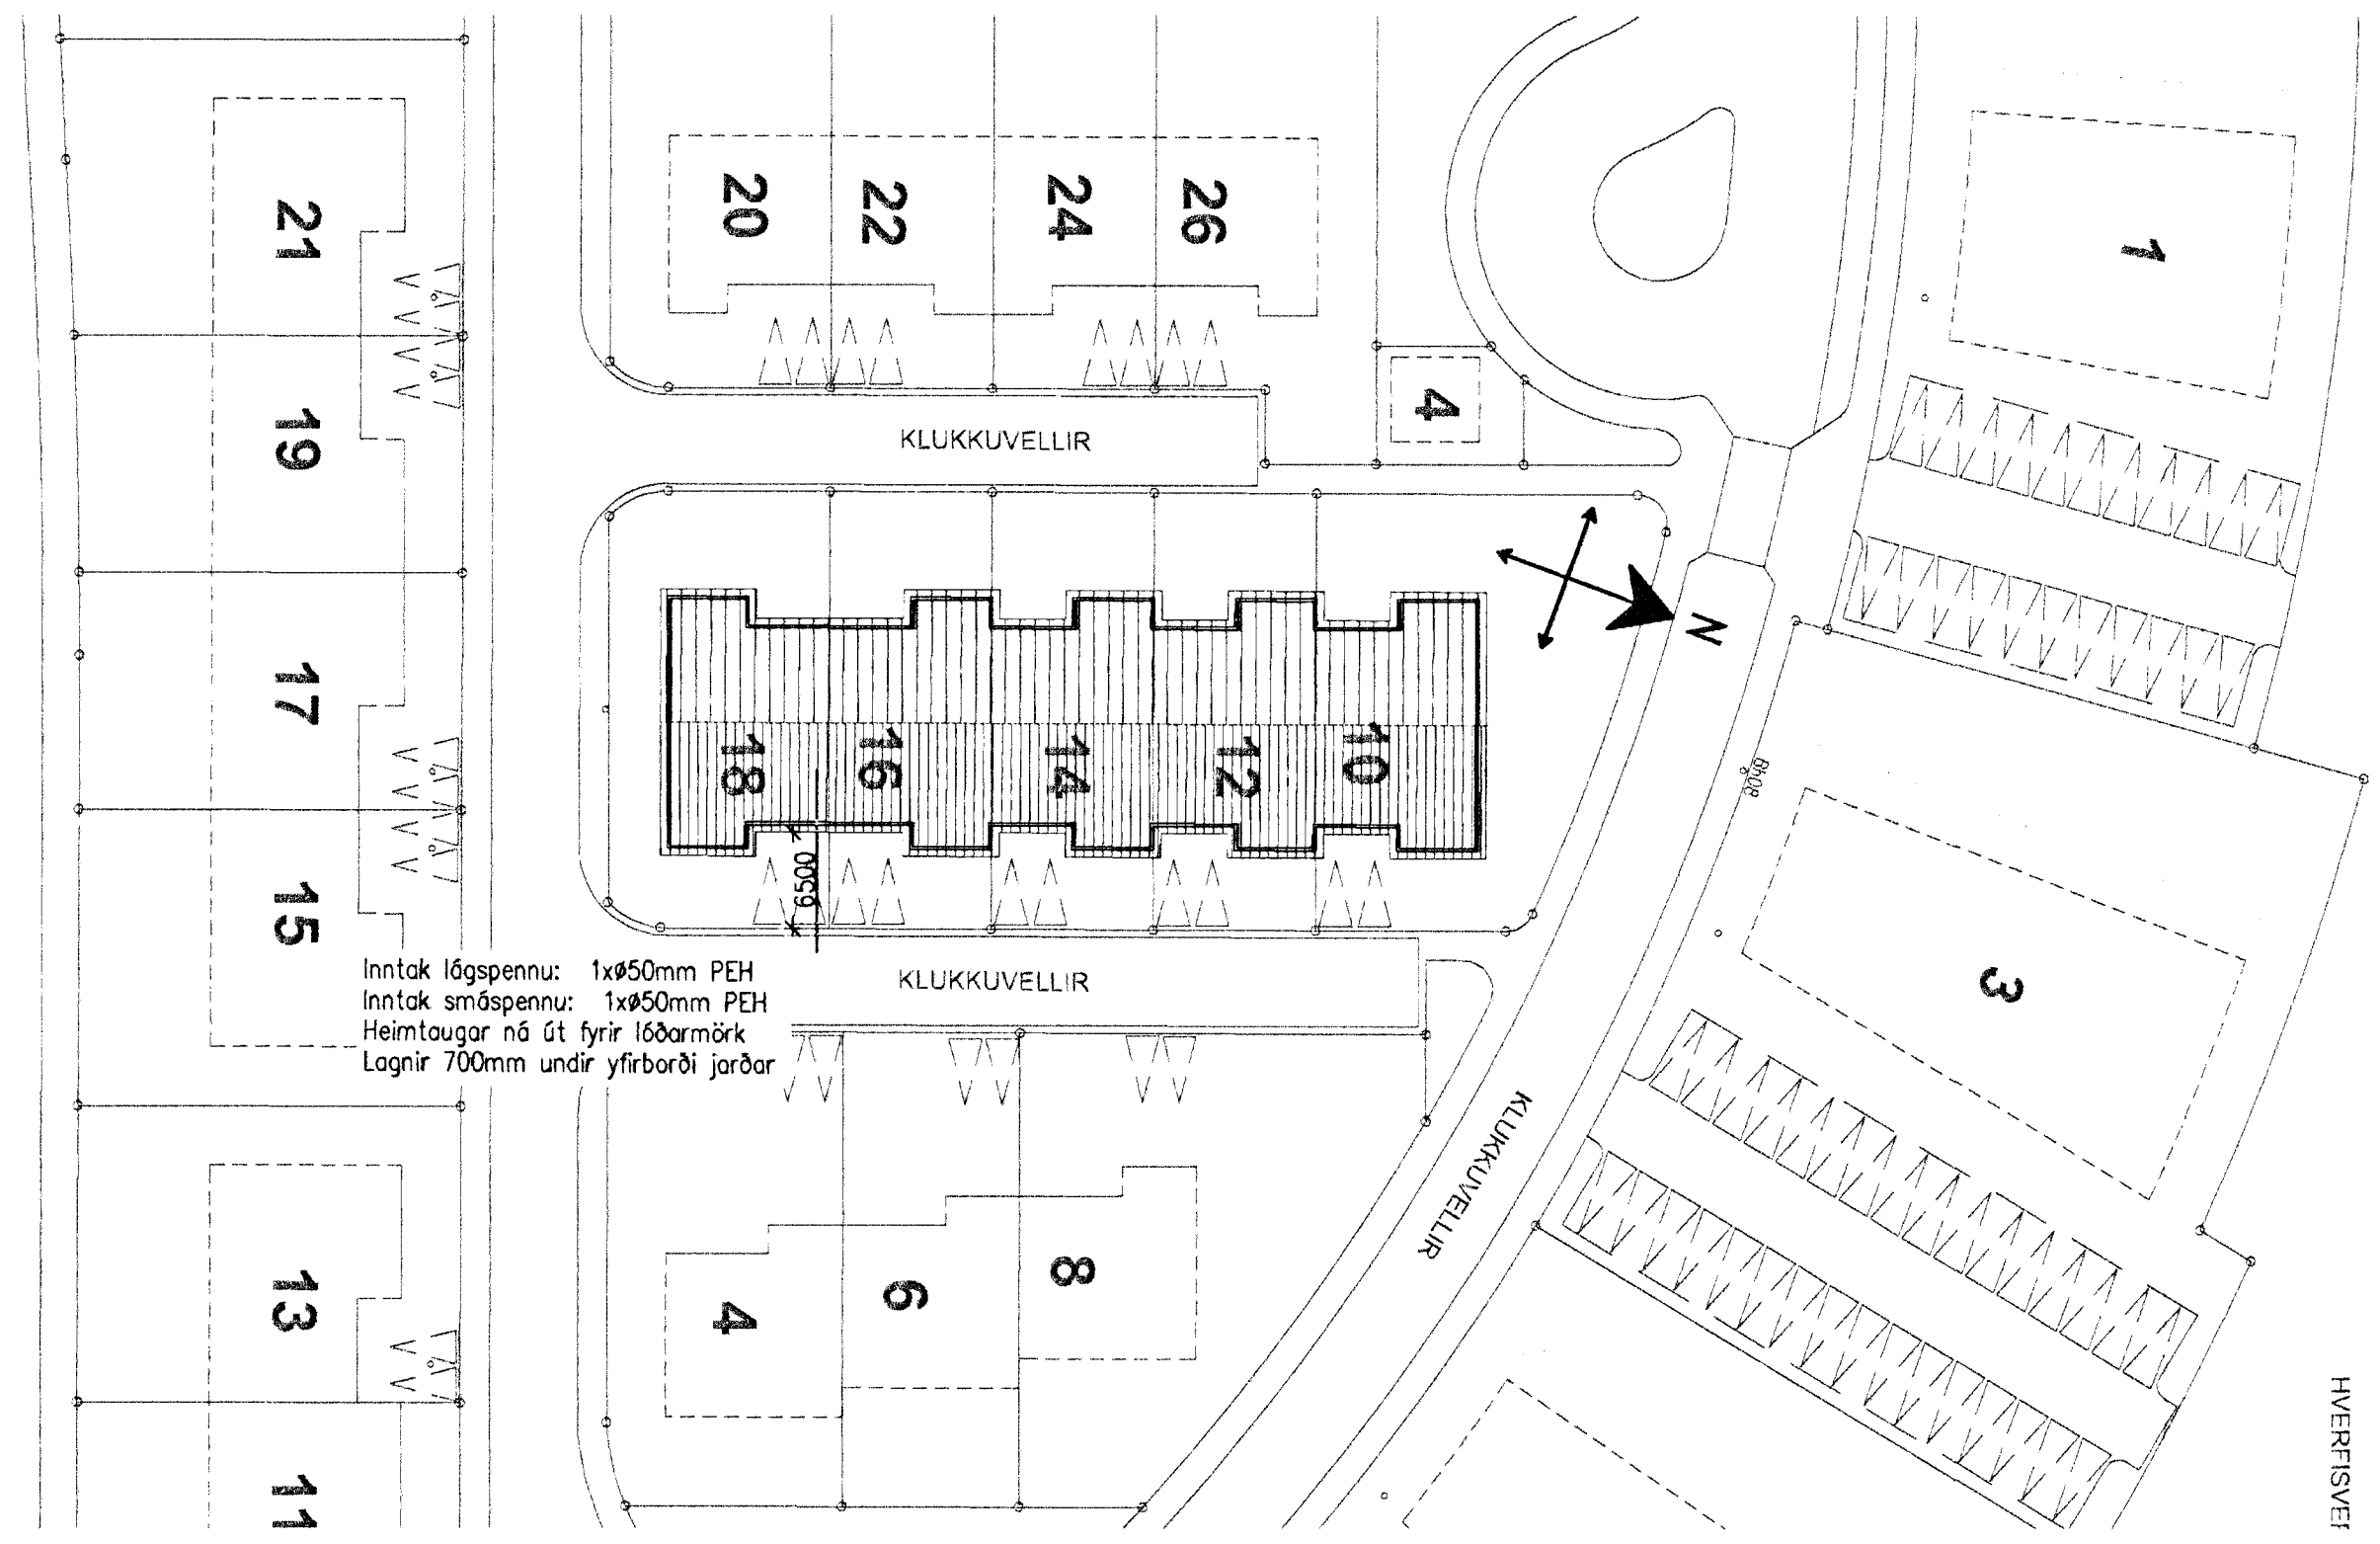 21
19
17
15
13
11
20
22
24
26
4
1
KLUKKUVELLIR
N
18
16
14
12
10
6500
8049
3
KLUKKUVELLIR
Inntak lágspennu: 1xø50mm PEH
Inntak smáspennu: 1xø50mm PEH
Heimtaugar ná út fyrir lóðarmörk
Lagnir 700mm undir yfirborði jarðar
KLUKKUVELLIR
4
6
8
HVERFISVE